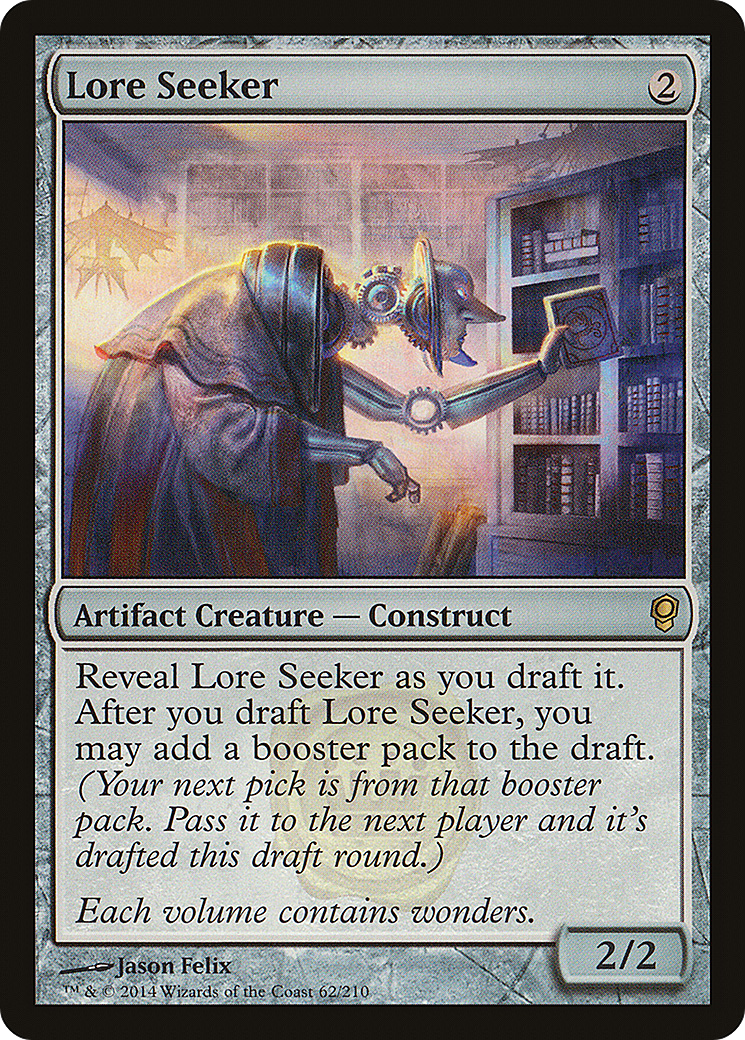 Lore Seeker 2
Artifact Creature — Construct
Reveal Lore Seeker as you draft it.
After you draft Lore Seeker, you
may add a booster pack to the draft.
(Your next pick is from that booster
pack. Pass it to the next player and it's
drafted this draft round.)
Each volume contains wonders.
2/2
Jason Felix
™ & © 2014 Wizards of the Coast 62/210